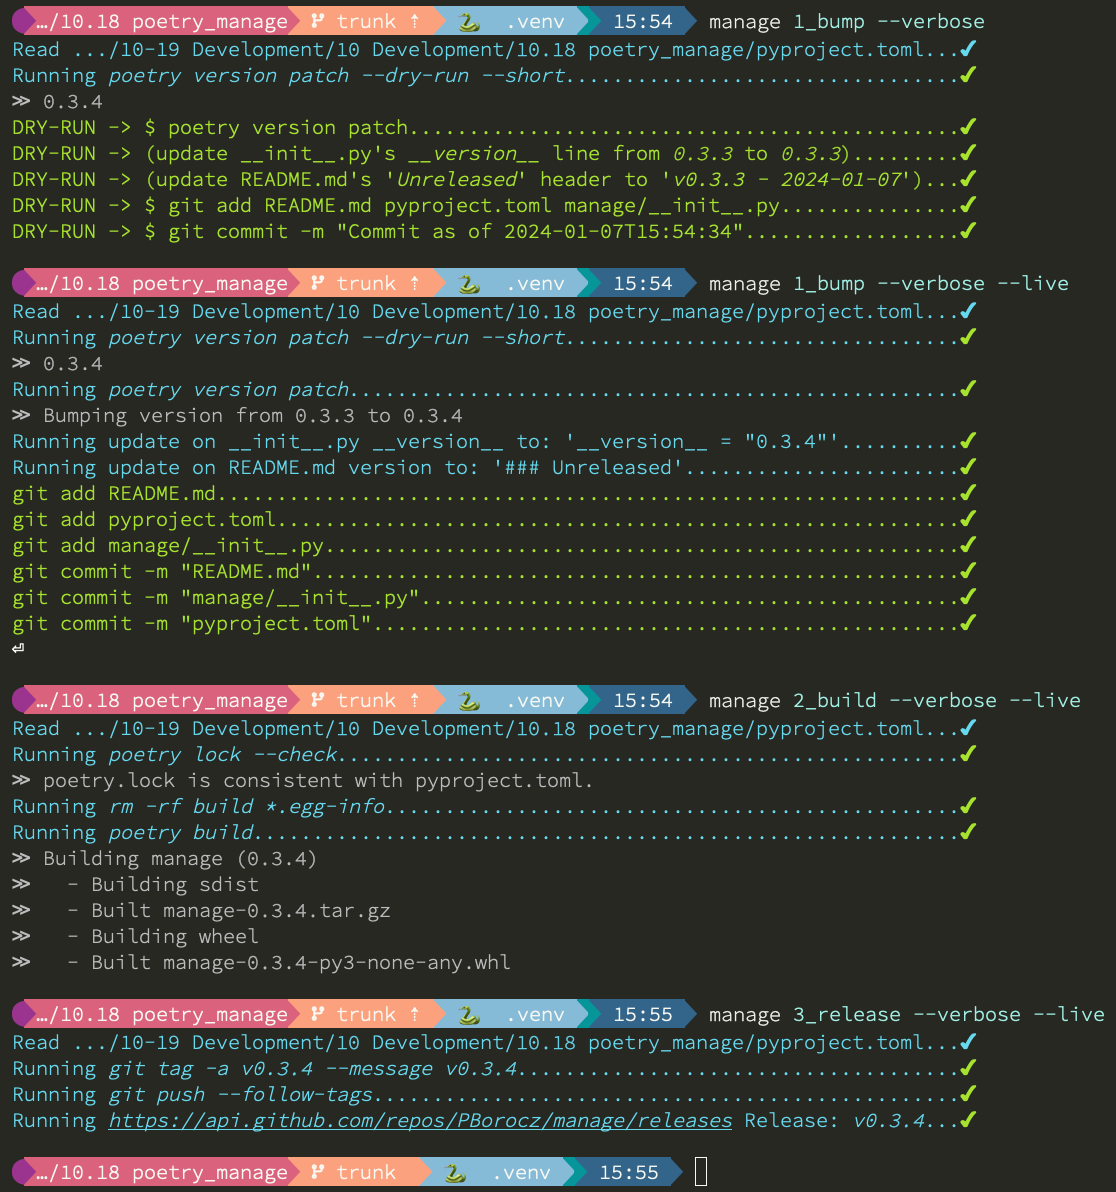 …/10.18 poetry_manage trunk ⇡ 🐍 .venv 15:54 manage 1_bump --verbose
Read .../10-19 Development/10 Development/10.18 poetry_manage/pyproject.toml...✔
Running poetry version patch --dry-run --short.................................✔
≫ 0.3.4
DRY-RUN -> $ poetry version patch..............................................✔
DRY-RUN -> (update __init__.py's __version__ line from 0.3.3 to 0.3.3).........✔
DRY-RUN -> (update README.md's 'Unreleased' header to 'v0.3.3 - 2024-01-07')...✔
DRY-RUN -> $ git add README.md pyproject.toml manage/__init__.py...............✔
DRY-RUN -> $ git commit -m "Commit as of 2024-01-07T15:54:34"..................✔
…/10.18 poetry_manage trunk ⇡ 🐍 .venv 15:54 manage 1_bump --verbose --live
Read .../10-19 Development/10 Development/10.18 poetry_manage/pyproject.toml...✔
Running poetry version patch --dry-run --short.................................✔
≫ 0.3.4
Running poetry version patch...................................................✔
≫ Bumping version from 0.3.3 to 0.3.4
Running update on __init__.py __version__ to: '__version__ = "0.3.4"'..........✔
Running update on README.md version to: '### Unreleased'.......................✔
git add README.md..............................................................✔
git add pyproject.toml.........................................................✔
git add manage/__init__.py.....................................................✔
git commit -m "README.md"......................................................✔
git commit -m "manage/__init__.py".............................................✔
git commit -m "pyproject.toml".................................................✔
⏎
…/10.18 poetry_manage trunk ⇡ 🐍 .venv 15:54 manage 2_build --verbose --live
Read .../10-19 Development/10 Development/10.18 poetry_manage/pyproject.toml...✔
Running poetry lock --check....................................................✔
≫ poetry.lock is consistent with pyproject.toml.
Running rm -rf build *.egg-info................................................✔
Running poetry build...........................................................✔
≫ Building manage (0.3.4)
≫   - Building sdist
≫   - Built manage-0.3.4.tar.gz
≫   - Building wheel
≫   - Built manage-0.3.4-py3-none-any.whl
…/10.18 poetry_manage trunk ⇡ 🐍 .venv 15:55 manage 3_release --verbose --live
Read .../10-19 Development/10 Development/10.18 poetry_manage/pyproject.toml...✔
Running git tag -a v0.3.4 --message v0.3.4.....................................✔
Running git push --follow-tags.................................................✔
Running https://api.github.com/repos/PBorocz/manage/releases Release: v0.3.4...✔
…/10.18 poetry_manage trunk 🐍 .venv 15:55